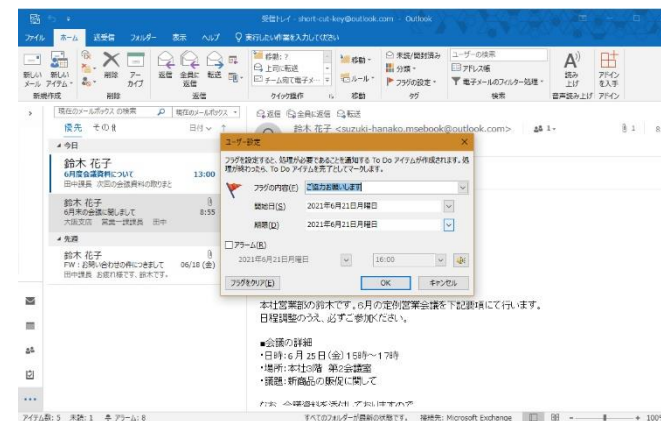 受信トレイ - short-cut-key@outlook.com - Outlook
ファイル ホーム 送受信 フォルダー 表示 ヘルプ 実行したい作業を入力してください
新しい メール
新しい アイテム
削除
アーカイブ
返信
全員に 返信
転送
移動: ?
上司に転送
チーム宛て電子メ…
移動
ルール
未読/開封済み
分類
フラグの設定
ユーザーの検索
アドレス帳
電子メールのフィルター処理
読み 上げ
アドイン を入手
新規作成 削除 返信 クイック操作 移動 タグ 検索 音声読み上げ アドイン
現在のメールボックス の検索 現在のメールボックス
優先 その他 日付
返信 全員に返信 転送
鈴木 花子 <suzuki-hanako.msebook@outlook.com>
今日
鈴木 花子
6月度会議資料について 13:00
田中課長 次回の会議資料の取りまと
鈴木 花子
6月末の会議に関しまして 8:55
大阪支店 営業一課課長 田中
先週
鈴木 花子
FW:お問い合わせの件につきまして 06/18 (金)
田中課長 お疲れ様です、鈴木です。
ユーザー設定
フラグを設定すると、処理が必要であることを通知する To Do アイテムが作成されます。処
理が終わったら、To Do アイテムを完了としてマークします。
フラグの内容(E) ご協力お願いします
開始日(S) 2021年6月21日月曜日
期限(D) 2021年6月21日月曜日
アラーム(R)
2021年6月21日月曜日 16:00
フラグをクリア(E) OK キャンセル
本社営業部の鈴木です。6月の定例営業会議を下記要領にて行います。
日程調整のうえ、必ずご参加ください。
■会議の詳細
・日時:6月25日(金)15時～17時
・場所:本社3階 第2会議室
・議題:新商品の販促に関して
アイテム数: 5 未読: 1 アラーム: 8 すべてのフォルダーが最新の状態です。 接続先: Microsoft Exchange 100%